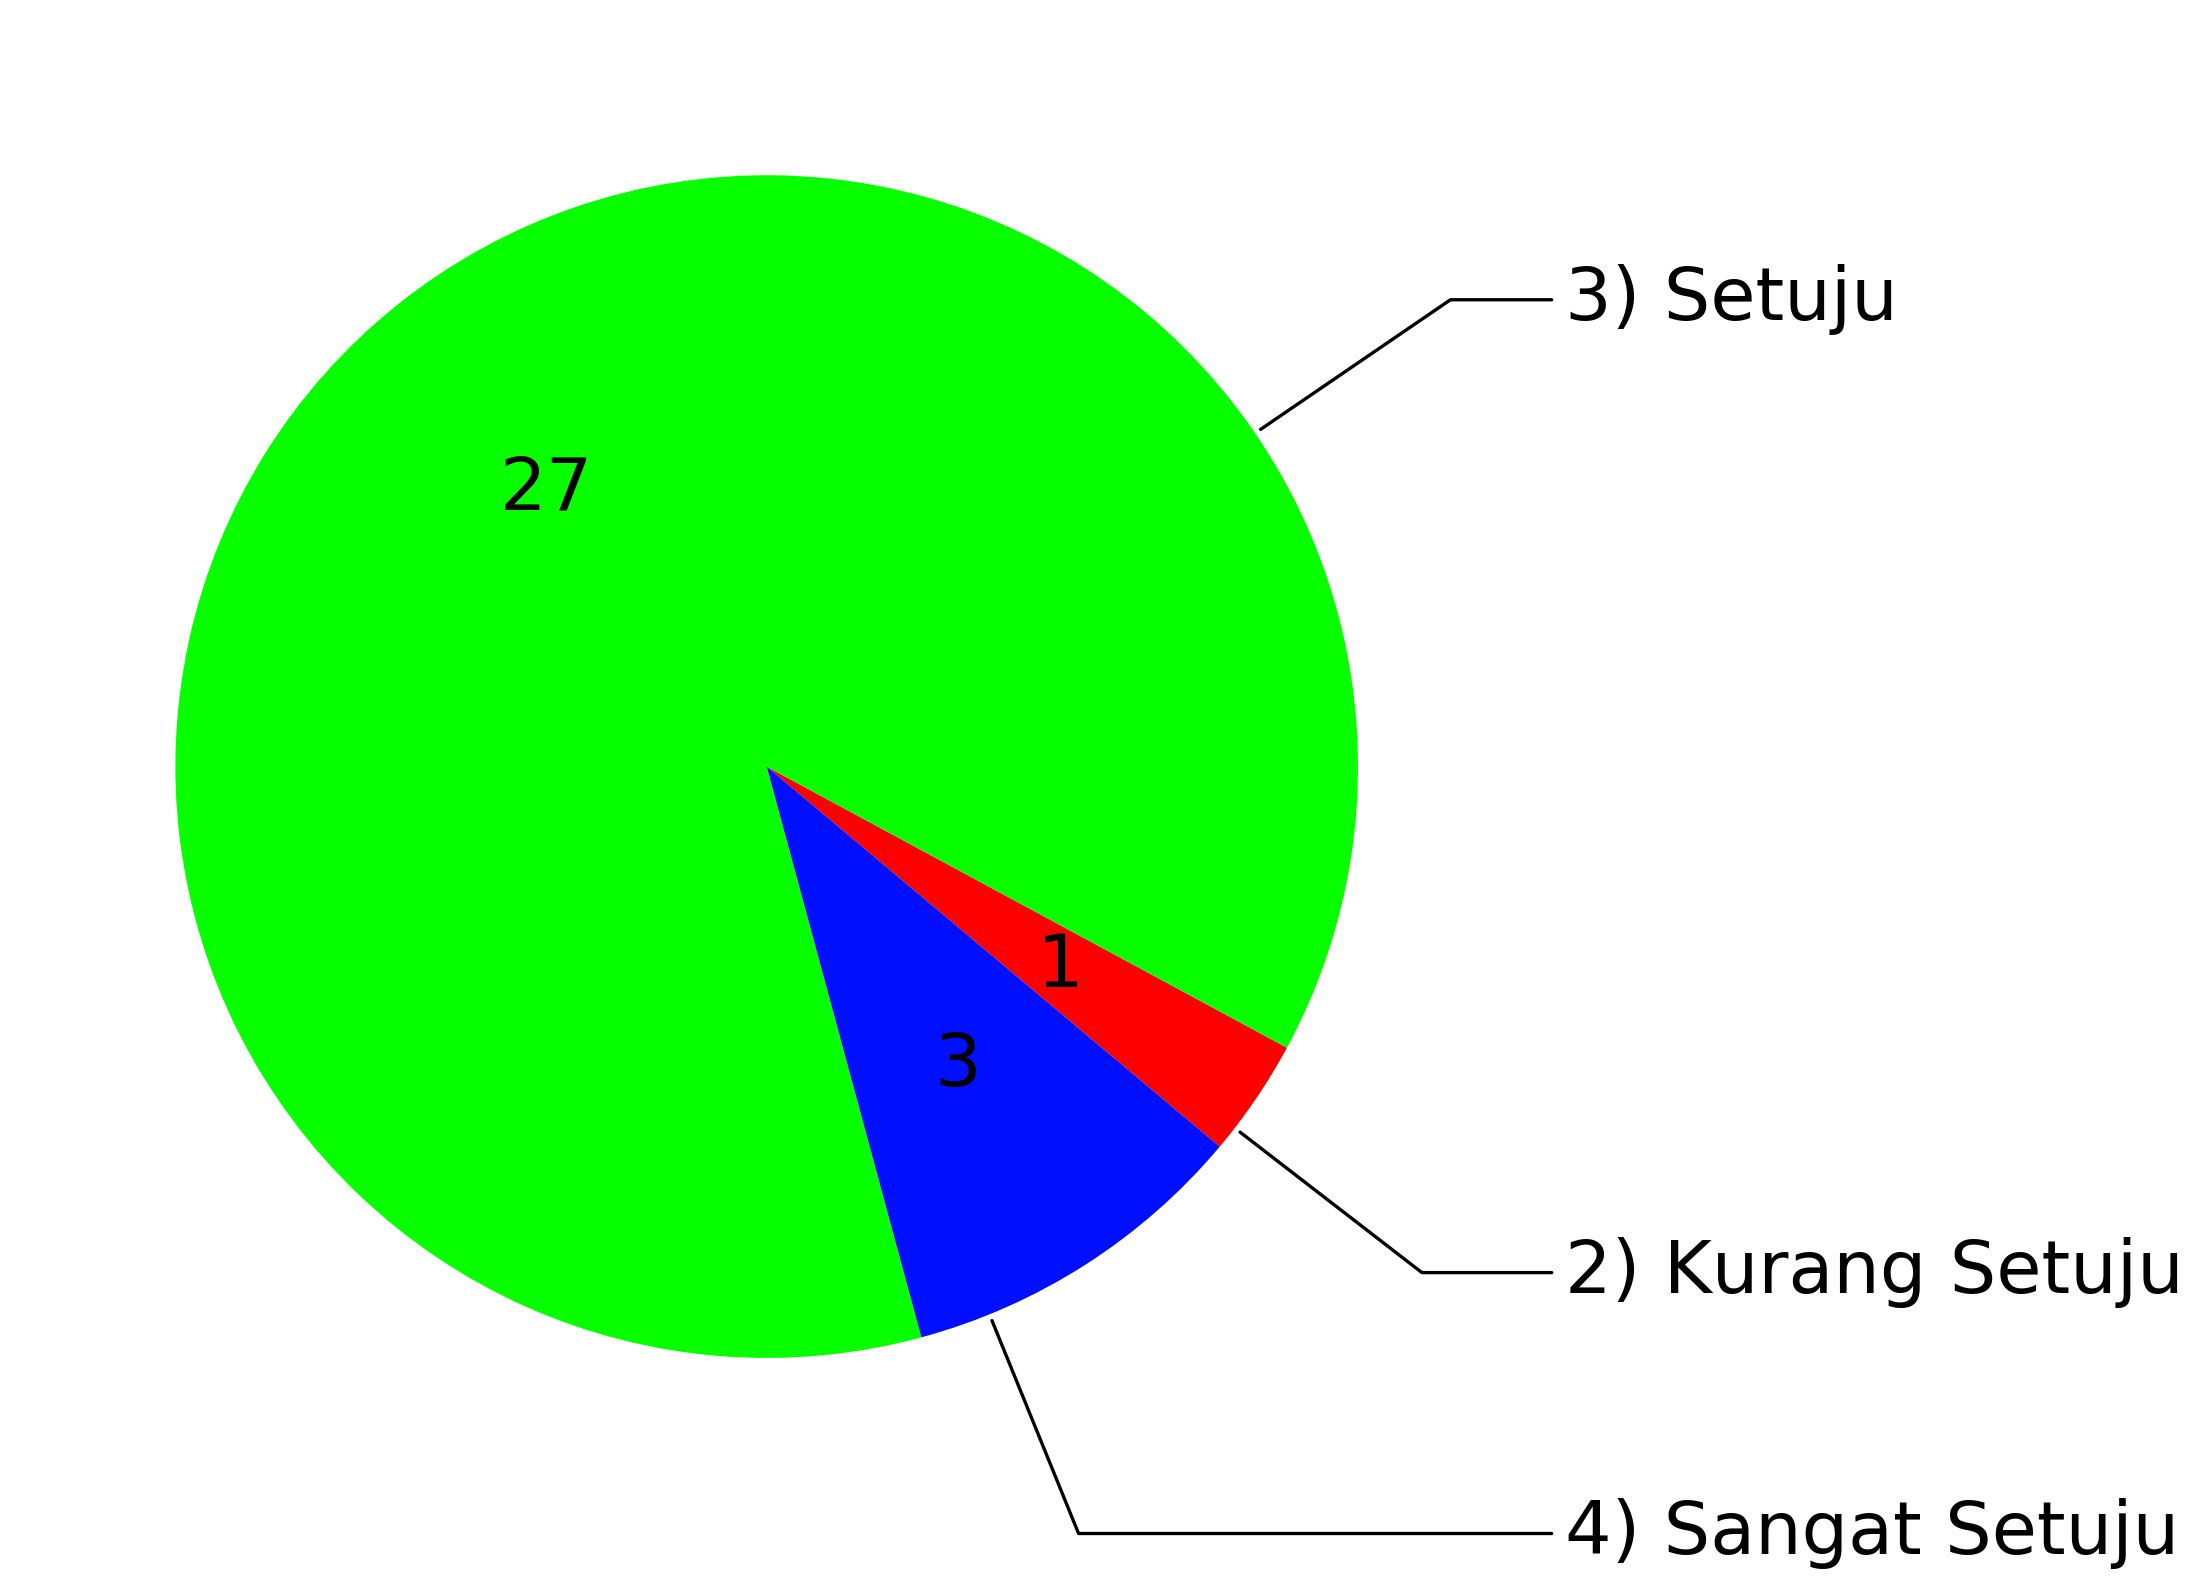 3) Setuju
27
1
3
2) Kurang Setuju
4) Sangat Setuju